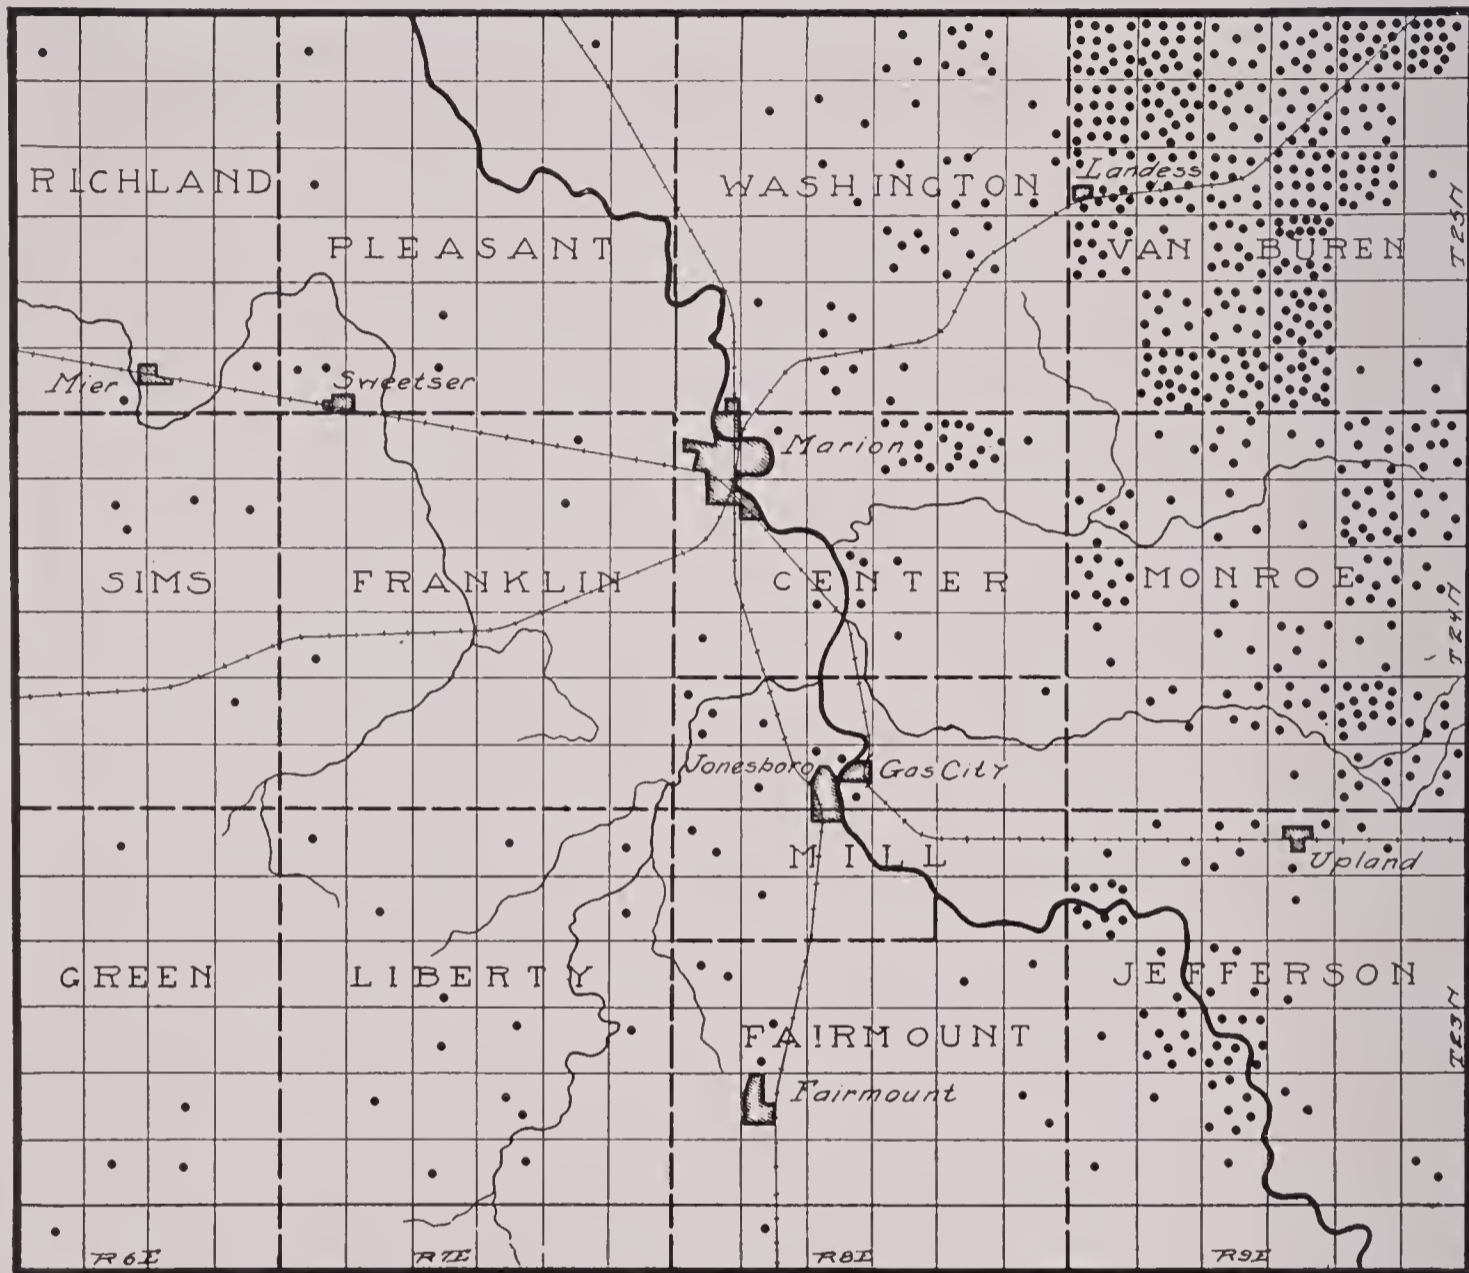 Landess
RICHLAND
WASHINGTON
T25N
PLEASANT
VAN BUREN
Mier
Sweetser
Marion
SIMS
FRANKLIN
CENTER
MONROE
T24N
Jonesboro
Gas City
MILL
Upland
GREEN
LIBERTY
JEFFERSON
T23N
FAIRMOUNT
Fairmount
R6E
R7E
R8E
R9E